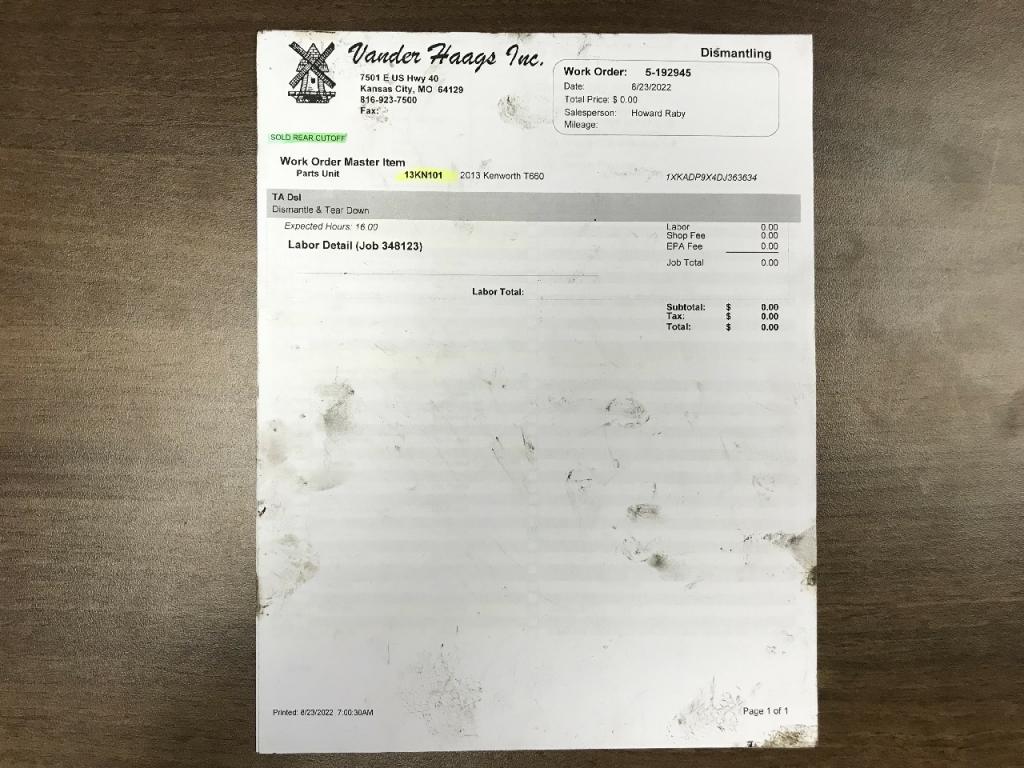 Vander Haags Inc.
7501 E US Hwy 40
Kansas City, MO 64129
816-923-7500
Fax:
Dismantling
Work Order: 5-192945
Date: 8/23/2022
Total Price: $ 0.00
Salesperson: Howard Raby
Mileage:
SOLD REAR CUTOFF
Work Order Master Item
Parts Unit 13KN101 2013 Kenworth T660 1XKADP9X4DJ363634
TA Dsl
Dismantle & Tear Down
Expected Hours: 16.00
Labor Detail (Job 348123)
Labor 0.00
Shop Fee 0.00
EPA Fee 0.00
Job Total 0.00
Labor Total:
Subtotal: $ 0.00
Tax: $ 0.00
Total: $ 0.00
Printed: 8/23/2022 7:00:30AM
Page 1 of 1